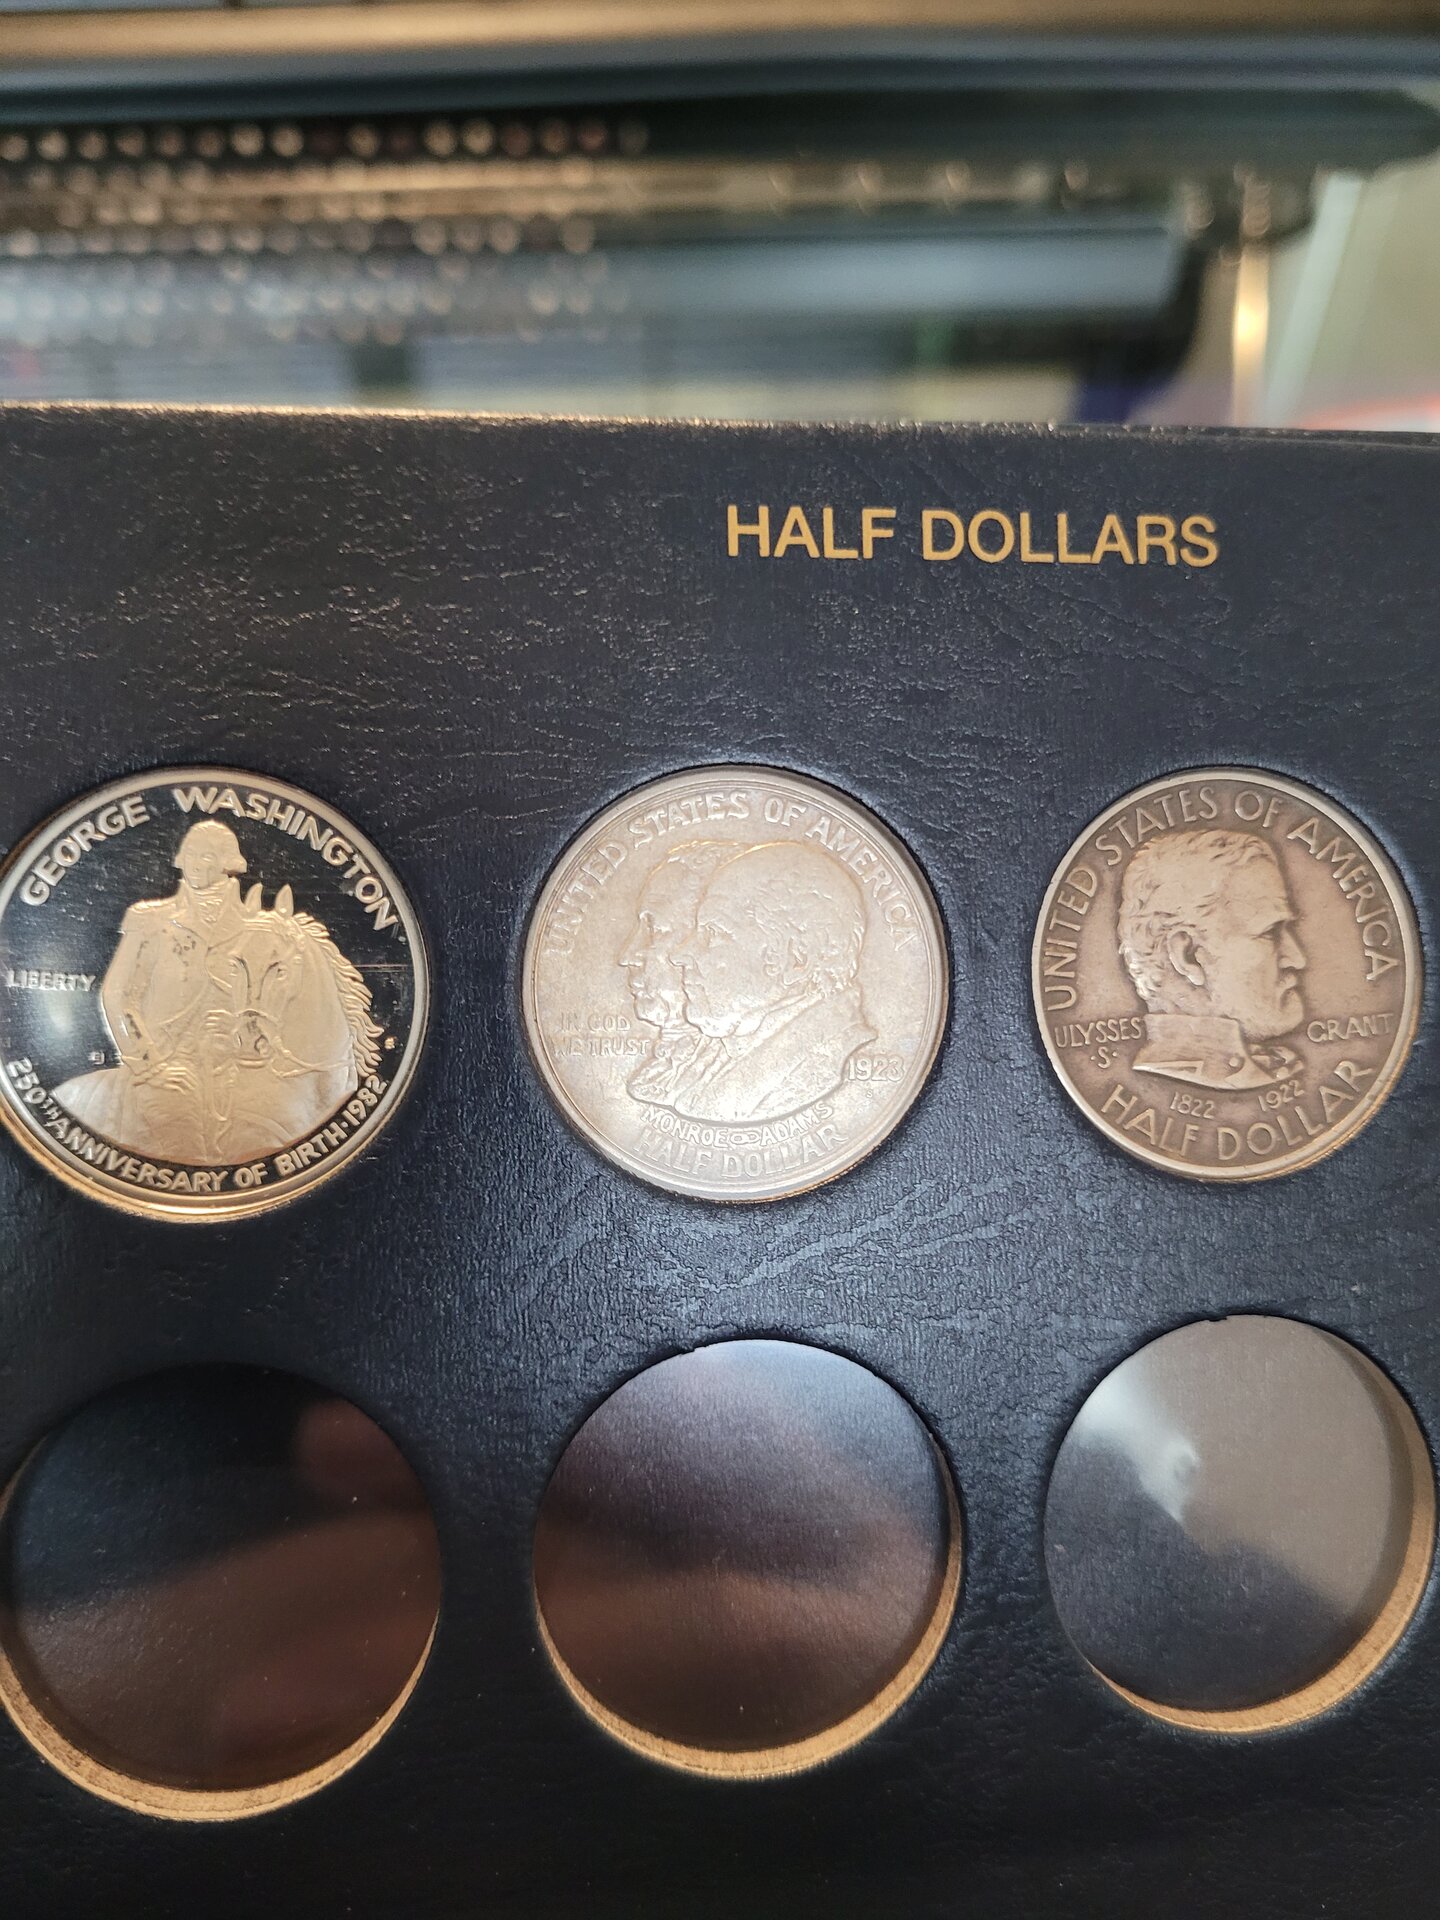 HALF DOLLARS
GEORGE WASHINGTON
LIBERTY
250TH ANNIVERSARY OF BIRTH·1982
UNITED STATES OF AMERICA
IN GOD
WE TRUST
1923
S
MONROE ADAMS
HALF DOLLAR
UNITED STATES OF AMERICA
ULYSSES
·S·
GRANT
1822
1922
HALF DOLLAR